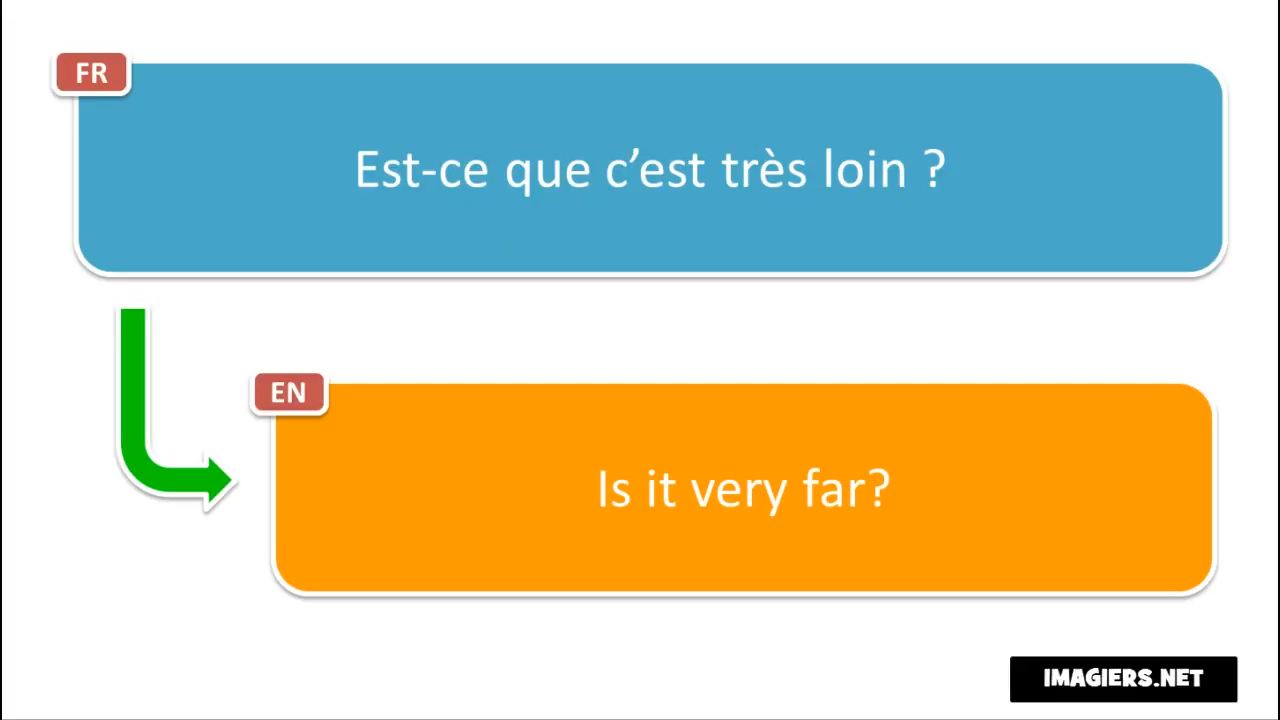 FR
Est-ce que c’est très loin ?
EN
Is it very far?
IMAGIERS.NET